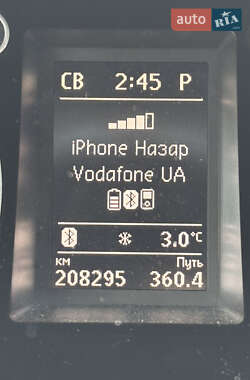 auto RIA
СВ 2:45 P
iPhone Назар
Vodafone UA
3.0°C
км Путь
208295 360.4